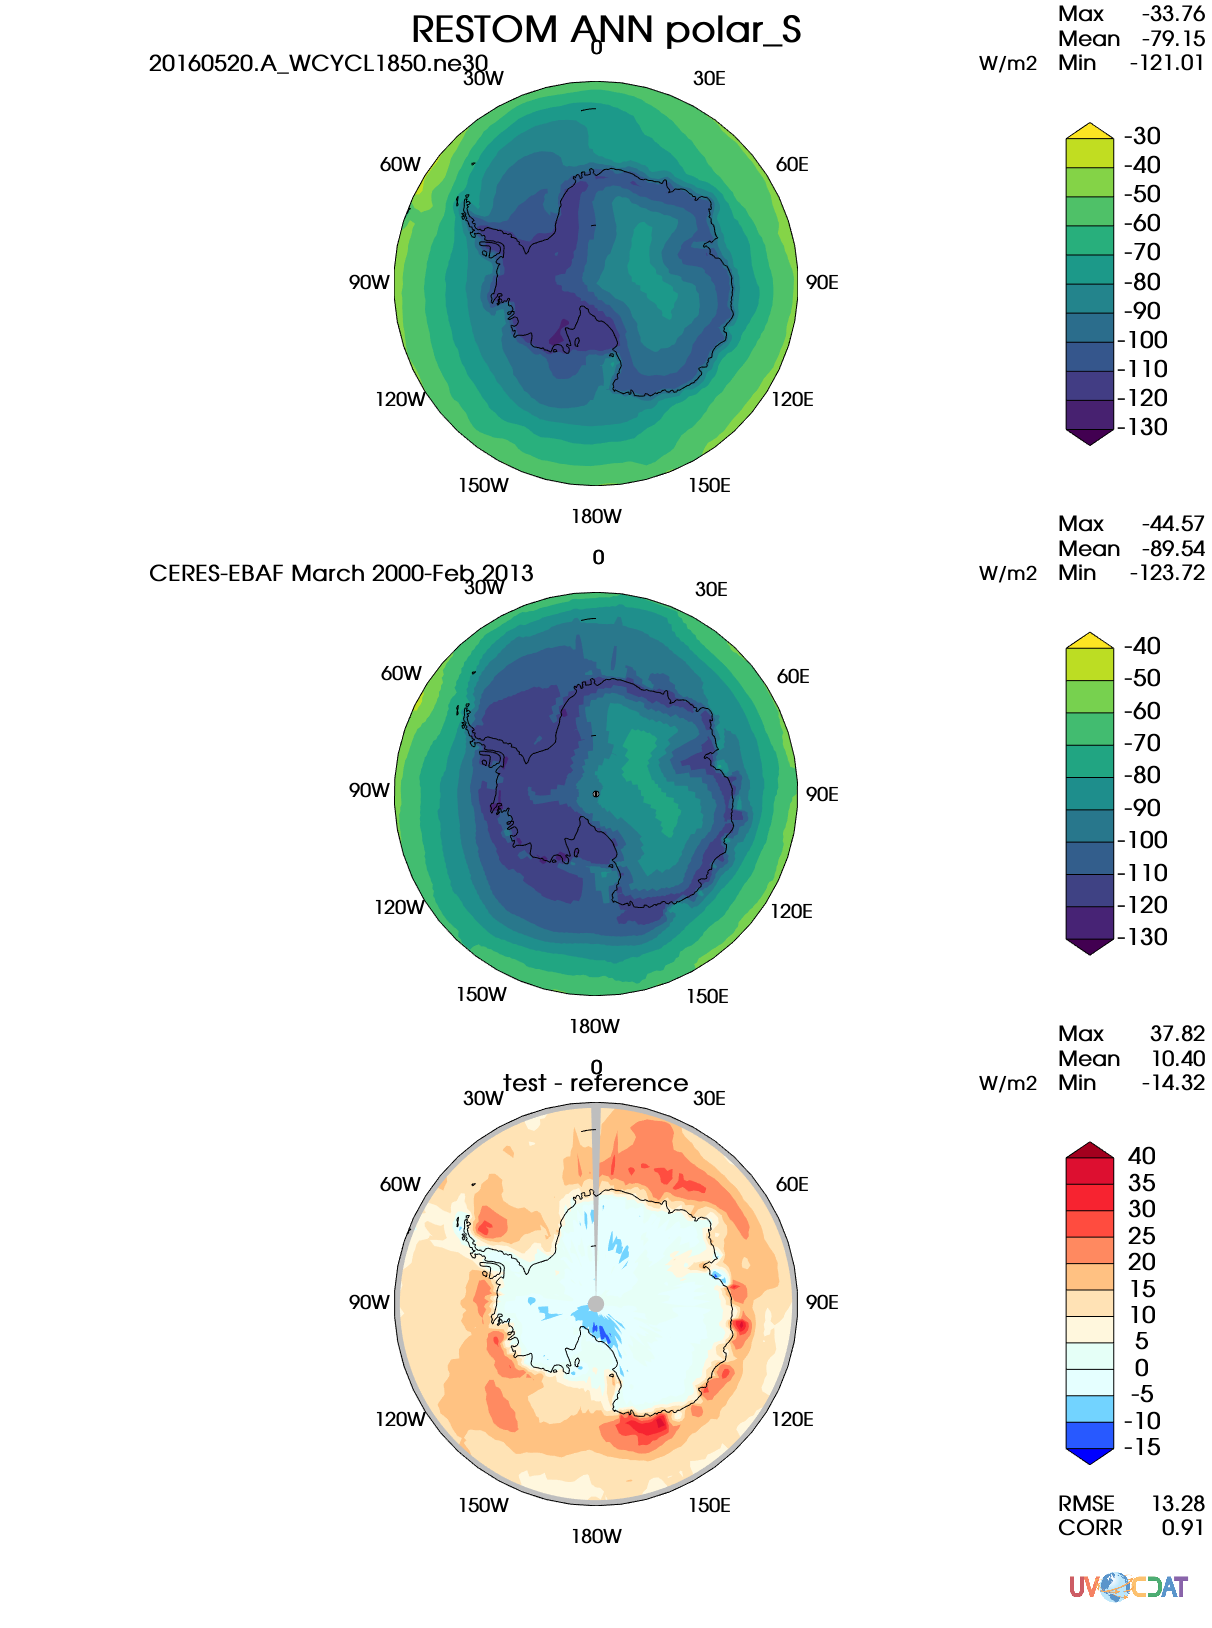 RESTOM ANN polar_S
20160520.A_WCYCL1850.ne30
W/m2
Max -33.76
Mean -79.15
Min -121.01
0
30W
30E
60W
60E
90W
90E
120W
120E
150W
150E
180W
-30
-40
-50
-60
-70
-80
-90
-100
-110
-120
-130
CERES-EBAF March 2000-Feb 2013
W/m2
Max -44.57
Mean -89.54
Min -123.72
0
30W
30E
60W
60E
90W
90E
120W
120E
150W
150E
180W
-40
-50
-60
-70
-80
-90
-100
-110
-120
-130
test - reference
W/m2
Max 37.82
Mean 10.40
Min -14.32
0
30W
30E
60W
60E
90W
90E
120W
120E
150W
150E
180W
40
35
30
25
20
15
10
5
0
-5
-10
-15
RMSE 13.28
CORR 0.91
UV CDAT